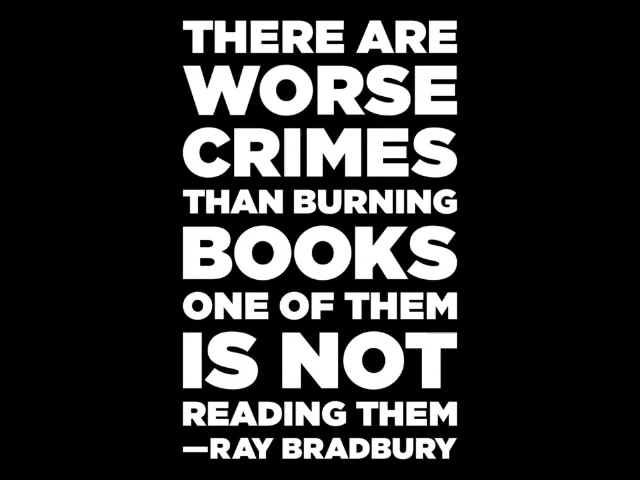 THERE ARE
WORSE
CRIMES
THAN BURNING
BOOKS
ONE OF THEM
IS NOT
READING THEM
—RAY BRADBURY